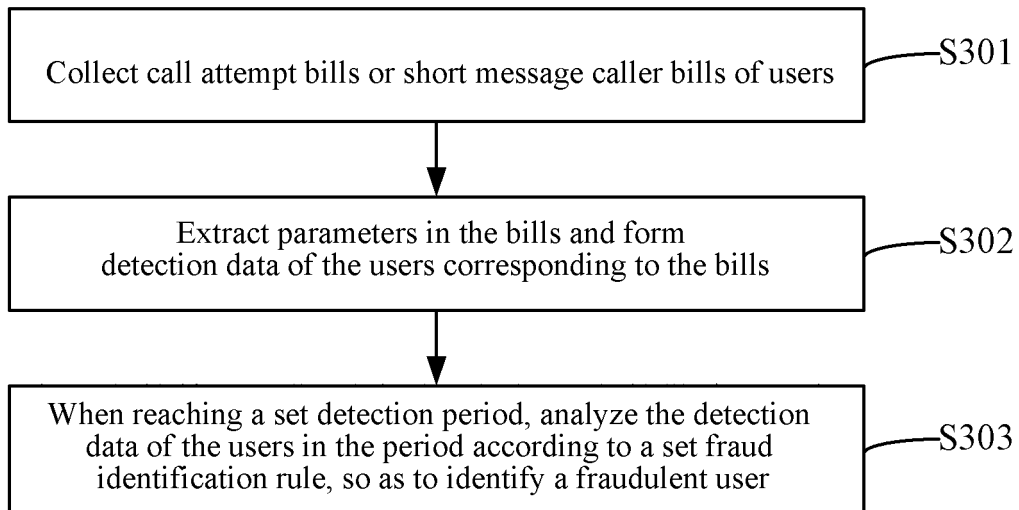 Collect call attempt bills or short message caller bills of users
S301
Extract parameters in the bills and form
detection data of the users corresponding to the bills
S302
When reaching a set detection period, analyze the detection
data of the users in the period according to a set fraud
identification rule, so as to identify a fraudulent user
S303